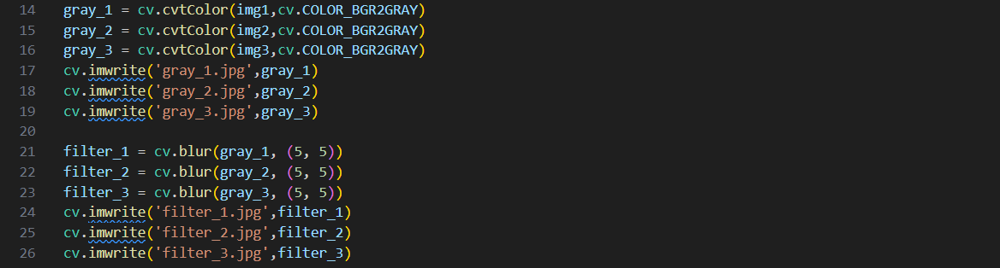 14 gray_1 = cv.cvtColor(img1,cv.COLOR_BGR2GRAY)
15 gray_2 = cv.cvtColor(img2,cv.COLOR_BGR2GRAY)
16 gray_3 = cv.cvtColor(img3,cv.COLOR_BGR2GRAY)
17 cv.imwrite('gray_1.jpg',gray_1)
18 cv.imwrite('gray_2.jpg',gray_2)
19 cv.imwrite('gray_3.jpg',gray_3)
20
21 filter_1 = cv.blur(gray_1, (5, 5))
22 filter_2 = cv.blur(gray_2, (5, 5))
23 filter_3 = cv.blur(gray_3, (5, 5))
24 cv.imwrite('filter_1.jpg',filter_1)
25 cv.imwrite('filter_2.jpg',filter_2)
26 cv.imwrite('filter_3.jpg',filter_3)